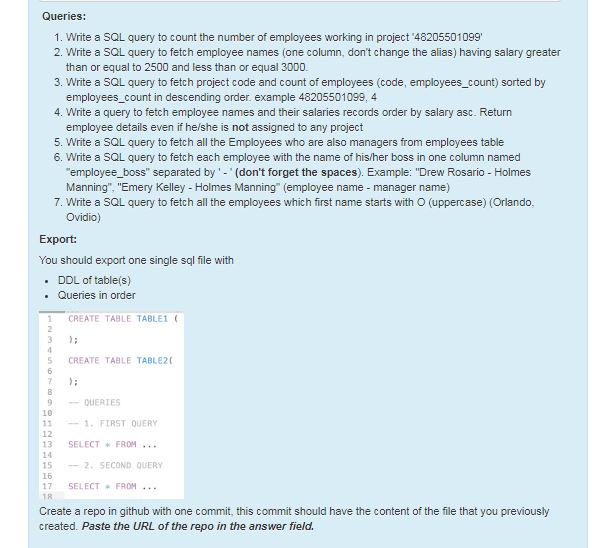 Queries:
1. Write a SQL query to count the number of employees working in project '48205501099'
2. Write a SQL query to fetch employee names (one column, don't change the alias) having salary greater
than or equal to 2500 and less than or equal 3000.
3. Write a SQL query to fetch project code and count of employees (code, employees_count) sorted by
employees_count in descending order. example 48205501099, 4
4. Write a query to fetch employee names and their salaries records order by salary asc. Return
employee details even if he/she is not assigned to any project
5. Write a SQL query to fetch all the Employees who are also managers from employees table
6. Write a SQL query to fetch each employee with the name of his/her boss in one column named
"employee_boss" separated by ' - ' (don't forget the spaces). Example: "Drew Rosario - Holmes
Manning", "Emery Kelley - Holmes Manning" (employee name - manager name)
7. Write a SQL query to fetch all the employees which first name starts with O (uppercase) (Orlando,
Ovidio)
Export:
You should export one single sql file with
• DDL of table(s)
• Queries in order
1 CREATE TABLE TABLE1 (
2
3 );
4
5 CREATE TABLE TABLE2(
6
7 );
8
9 -- QUERIES
10
11 -- 1. FIRST QUERY
12
13 SELECT * FROM ...
14
15 -- 2. SECOND QUERY
16
17 SELECT * FROM ...
18
Create a repo in github with one commit, this commit should have the content of the file that you previously
created. Paste the URL of the repo in the answer field.